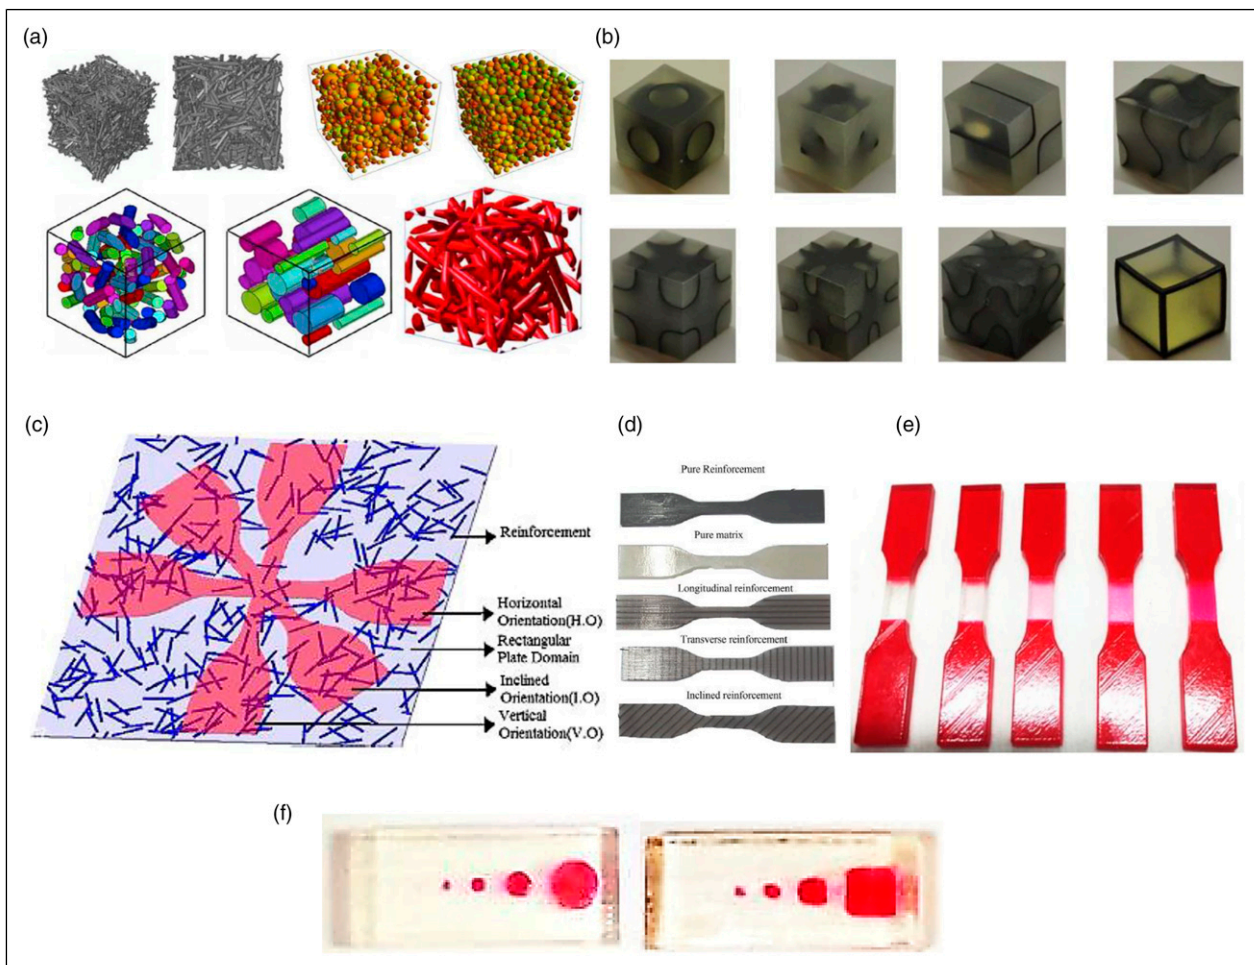 (a)
(b)
(c)
Reinforcement
Horizontal
Orientation(H.O)
Rectangular
Plate Domain
Inclined
Orientation(I.O)
Vertical
Orientation(V.O)
(d)
Pure Reinforcement
Pure matrix
Longitudinal reinforcement
Transverse reinforcement
Inclined reinforcement
(e)
(f)